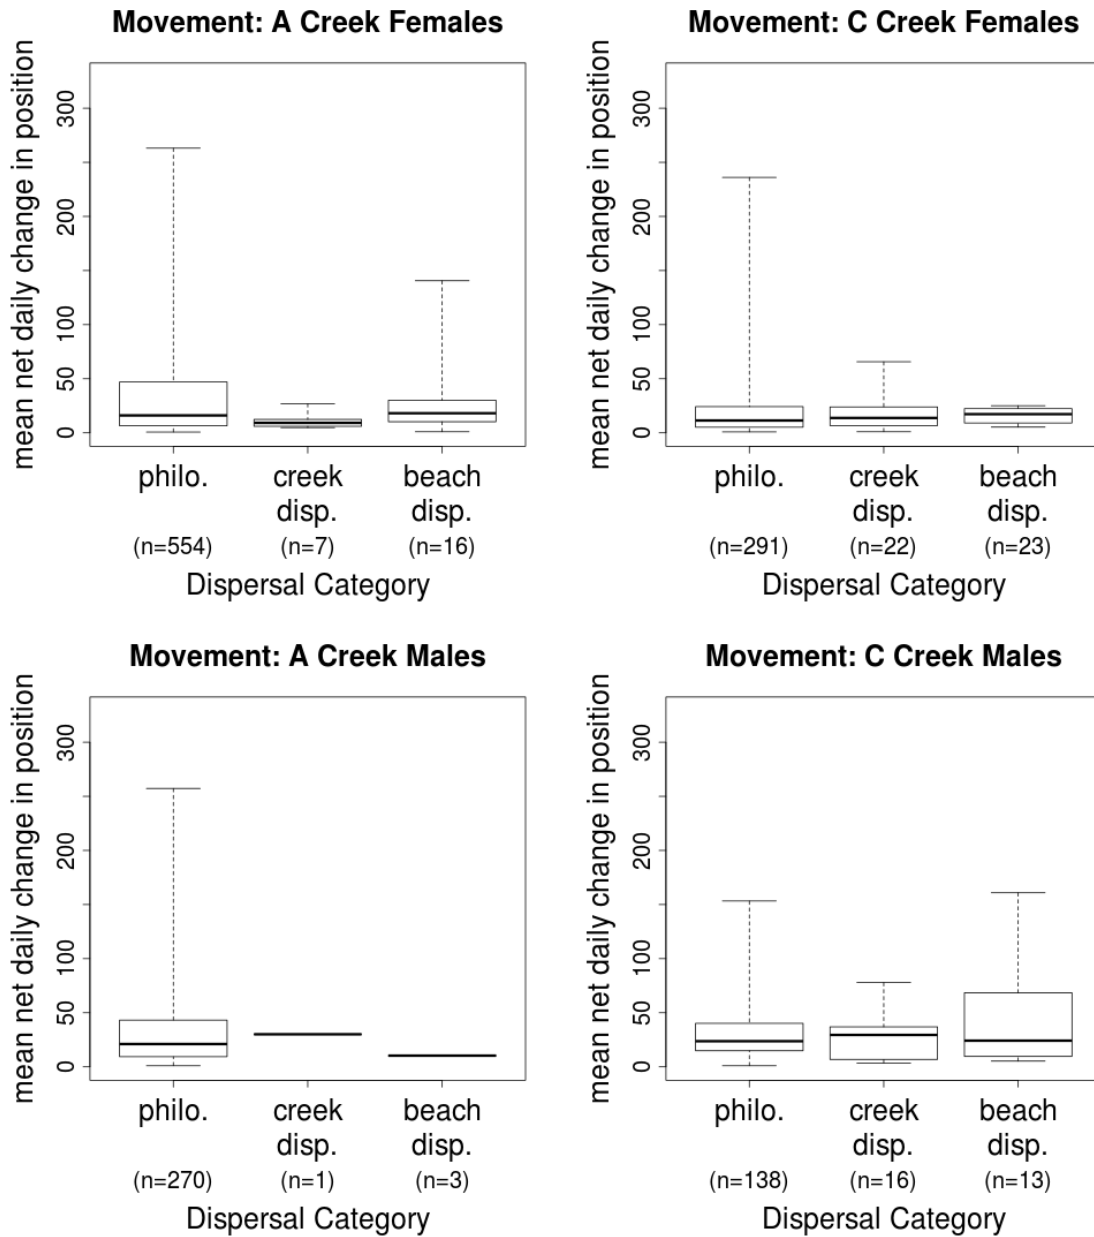 Movement: A Creek Females
mean net daily change in position
300
200
100
50
0
philo.
creek
disp.
beach
disp.
(n=554)
(n=7)
(n=16)
Dispersal Category
Movement: C Creek Females
mean net daily change in position
300
200
100
50
0
philo.
creek
disp.
beach
disp.
(n=291)
(n=22)
(n=23)
Dispersal Category
Movement: A Creek Males
mean net daily change in position
300
200
100
50
0
philo.
creek
disp.
beach
disp.
(n=270)
(n=1)
(n=3)
Dispersal Category
Movement: C Creek Males
mean net daily change in position
300
200
100
50
0
philo.
creek
disp.
beach
disp.
(n=138)
(n=16)
(n=13)
Dispersal Category